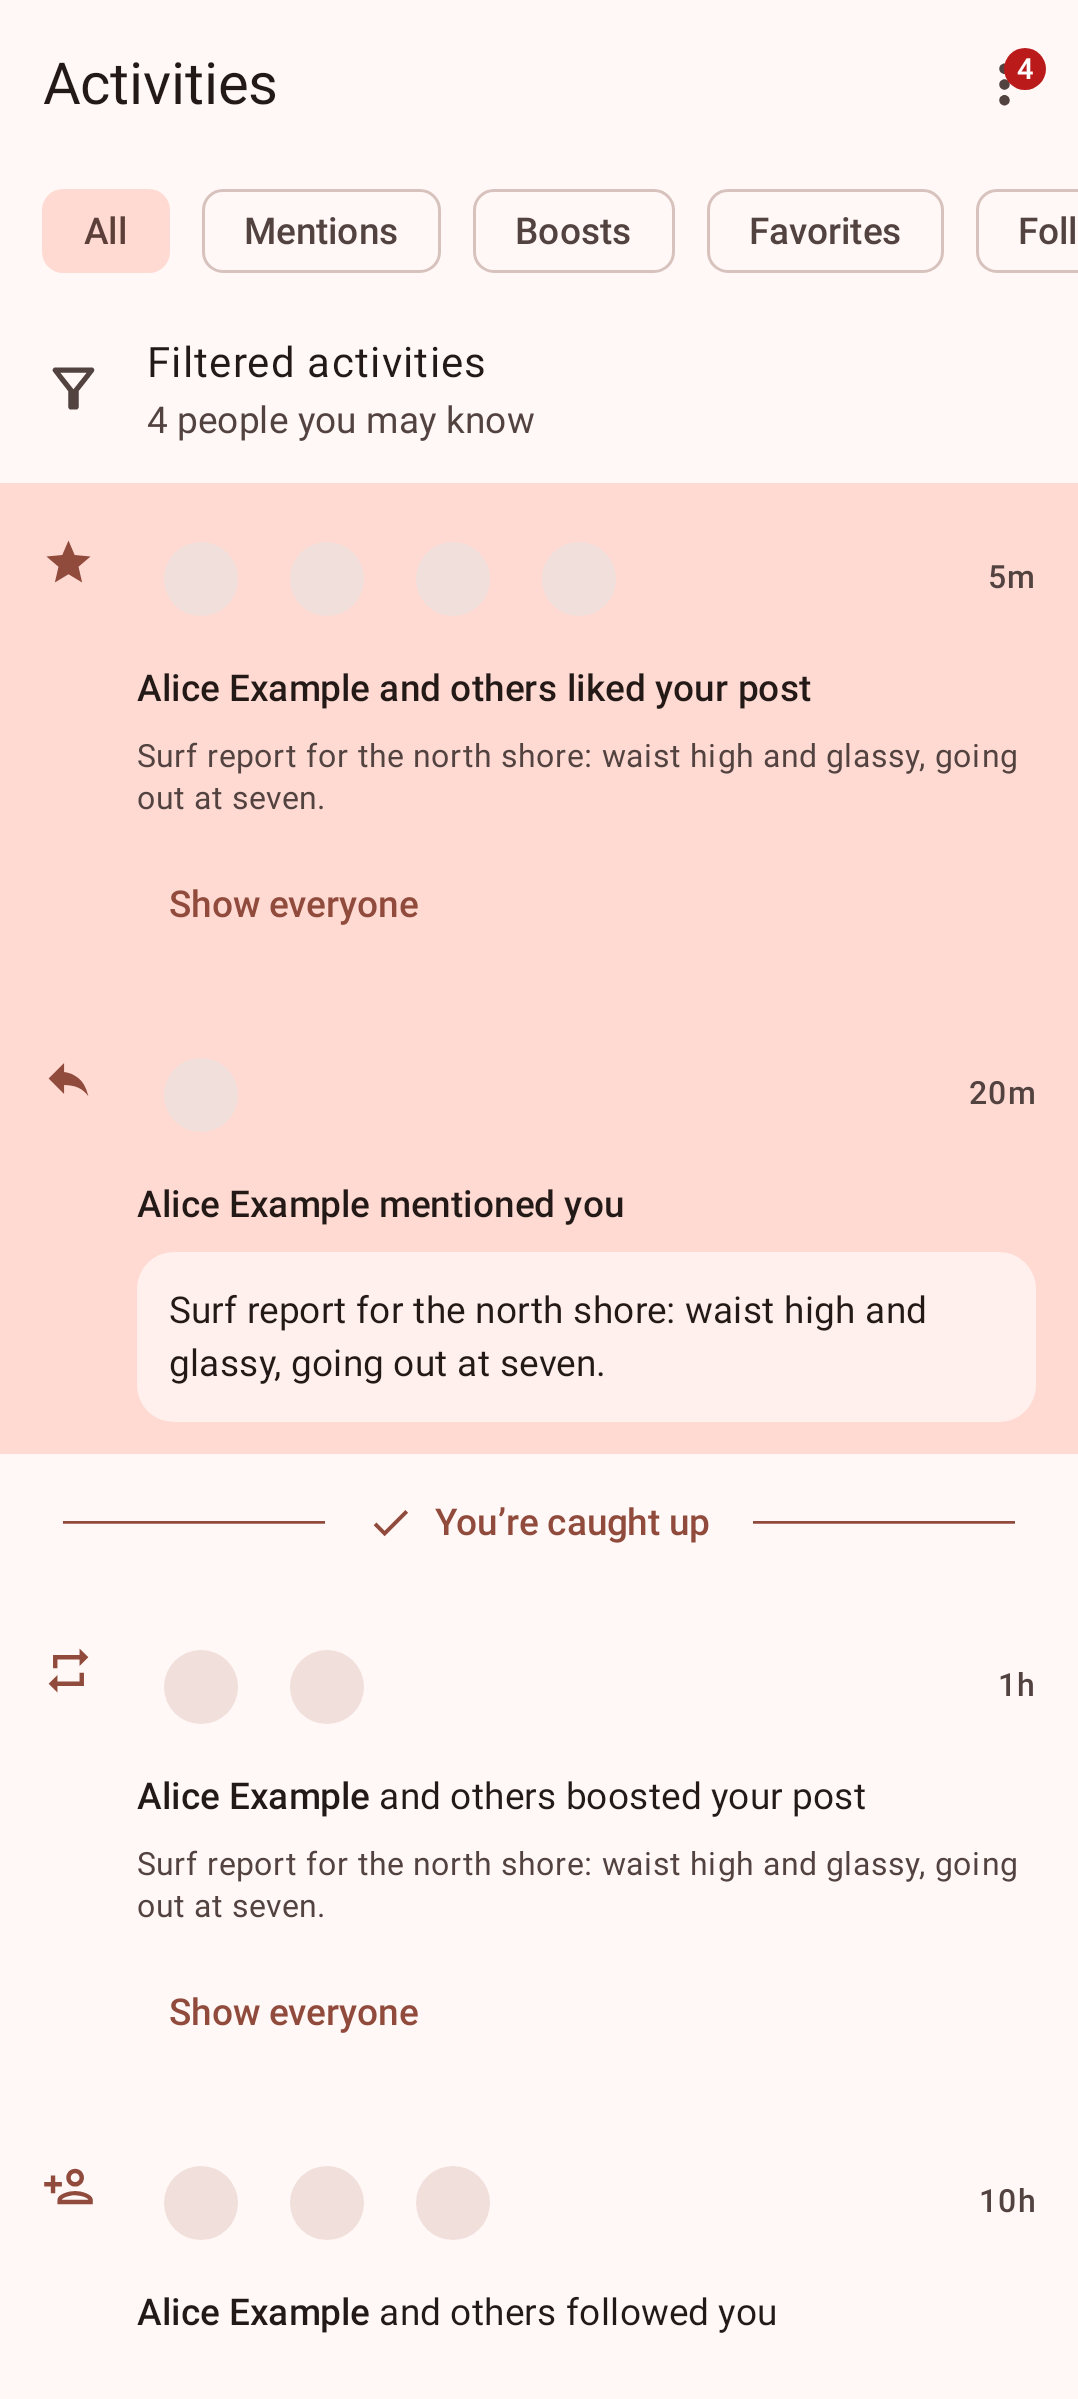 Activities
4
All
Mentions
Boosts
Favorites
Foll
Filtered activities
4 people you may know
5m
Alice Example and others liked your post
Surf report for the north shore: waist high and glassy, going
out at seven.
Show everyone
20m
Alice Example mentioned you
Surf report for the north shore: waist high and
glassy, going out at seven.
You’re caught up
1h
Alice Example and others boosted your post
Surf report for the north shore: waist high and glassy, going
out at seven.
Show everyone
10h
Alice Example and others followed you